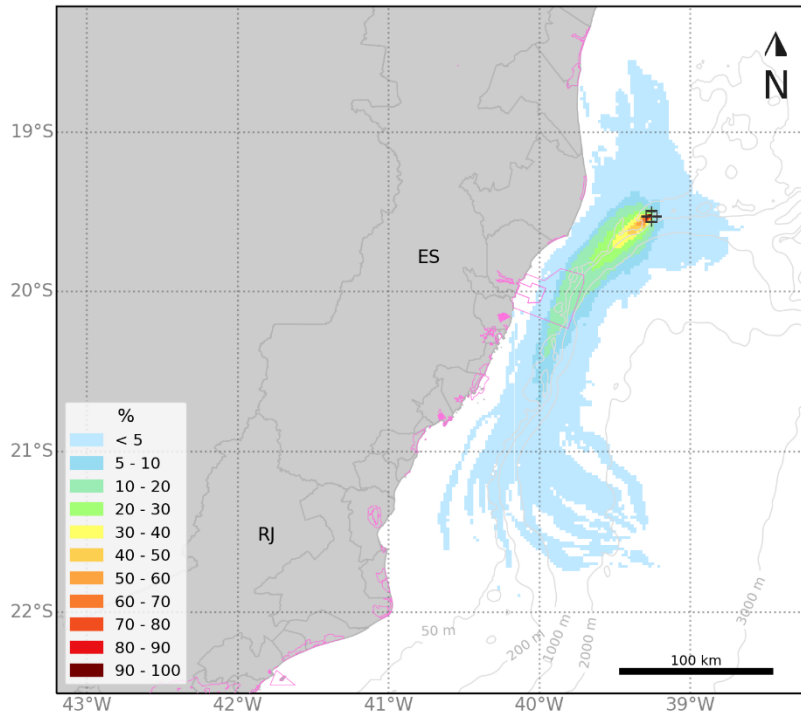 N
19°S
20°S
21°S
22°S
43°W
42°W
41°W
40°W
39°W
ES
RJ
%
< 5
5 - 10
10 - 20
20 - 30
30 - 40
40 - 50
50 - 60
60 - 70
70 - 80
80 - 90
90 - 100
50 m
200 m
1000 m
2000 m
3000 m
100 km